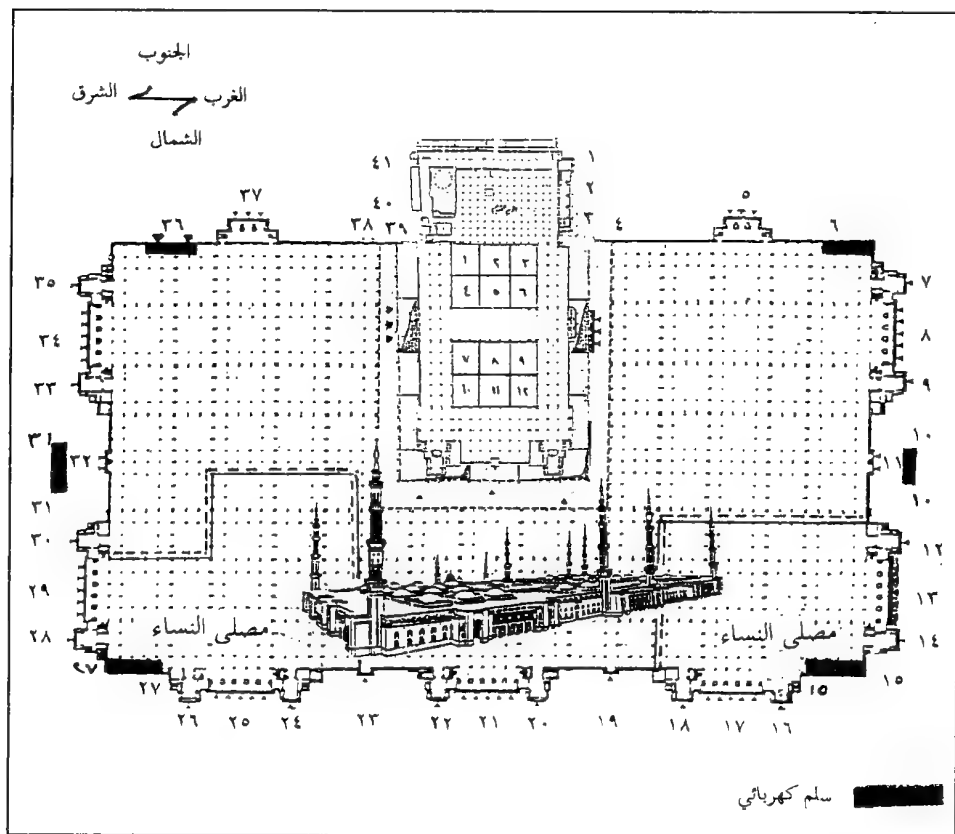 الجنوب
الغرب الشرق
الشمال
٤١ ١
٢
٤٠
٣
٣٧ ٥
٣٦ ٣٨ ٣٩ ٤ ٦
١ ٢ ٣
٣٥ ٧
٤ ٥ ٦
٣٤ ٨
٧ ٨ ٩
٣٣ ٩
١٠ ١١ ١٢
٣١ ١٠
٣٢ ١١
٣١ ١٠
٣٠ ١٢
٢٩ ١٣
مصلى النساء مصلى النساء
٢٨ ١٤
٢٧ ١٥
٢٧ ١٥
٢٦ ٢٥ ٢٤ ٢٣ ٢٢ ٢١ ٢٠ ١٩ ١٨ ١٧ ١٦
سلم كهربائي